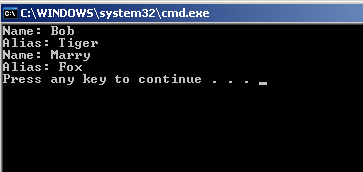 C:\WINDOWS\system32\cmd.exe
Name: Bob
Alias: Tiger
Name: Marry
Alias: Fox
Press any key to continue . . . _